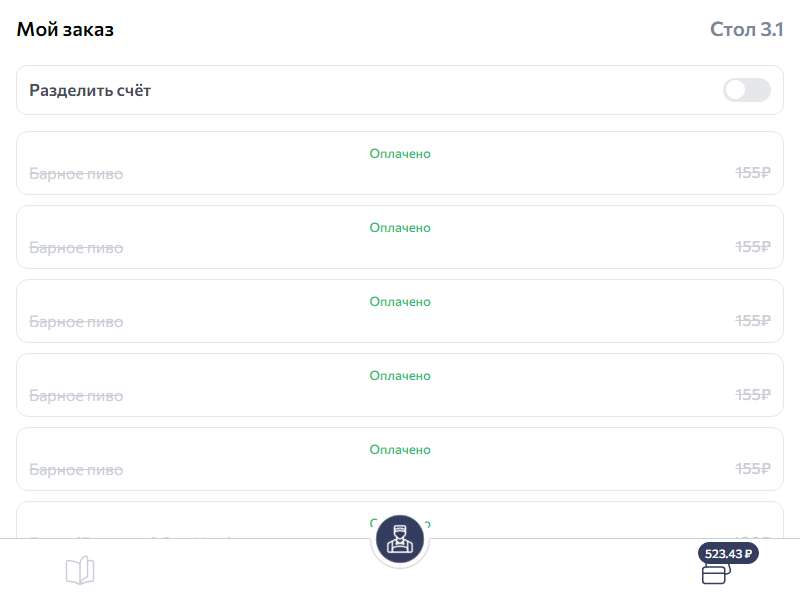 Мой заказ
Стол 3.1
Разделить счёт
Оплачено
Барное пиво
155₽
Оплачено
Барное пиво
155₽
Оплачено
Барное пиво
155₽
Оплачено
Барное пиво
155₽
Оплачено
Барное пиво
155₽
523.43 ₽